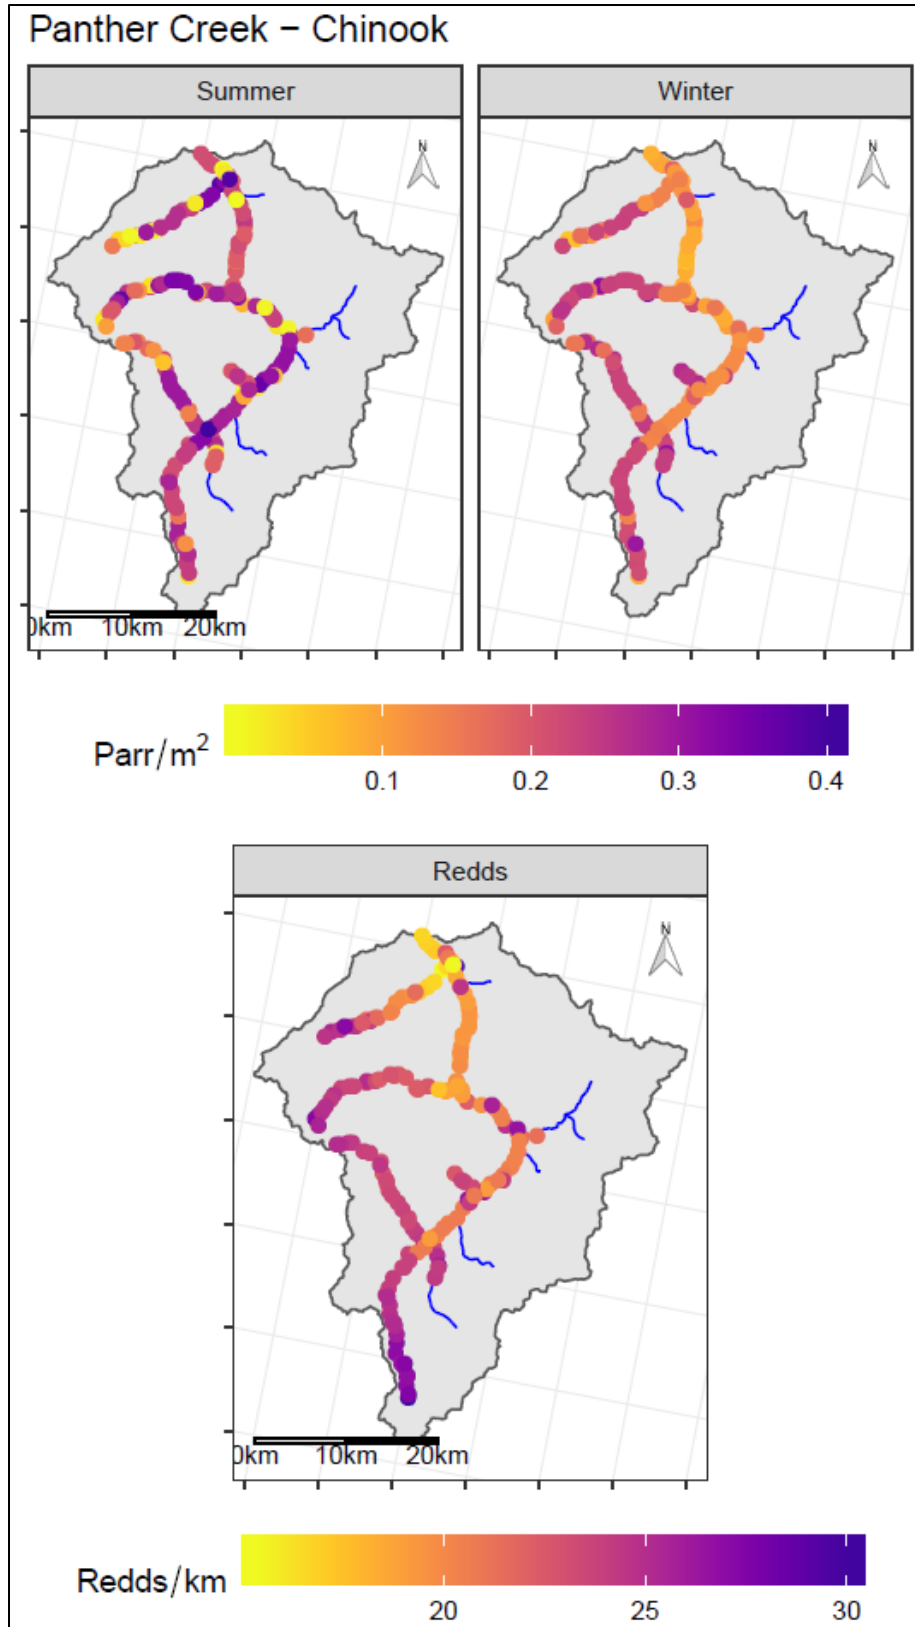 Panther Creek − Chinook
Summer
Winter
N
N
0km 10km 20km
Parr/m²
0.1 0.2 0.3 0.4
Redds
N
0km 10km 20km
Redds/km
20 25 30